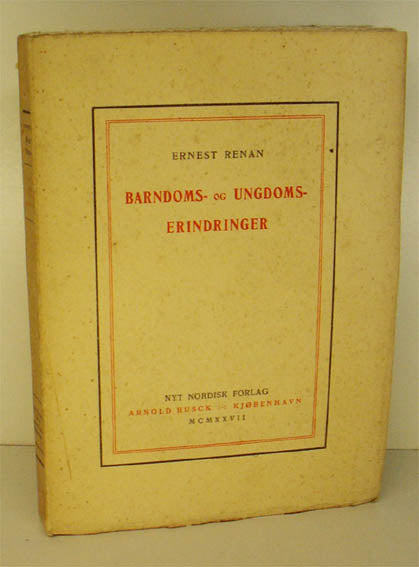 ERNEST RENAN
BARNDOMS- OG UNGDOMS-
ERINDRINGER
NYT NORDISK FORLAG
ARNOLD BUSCK – KJØBENHAVN
MCMXXVII